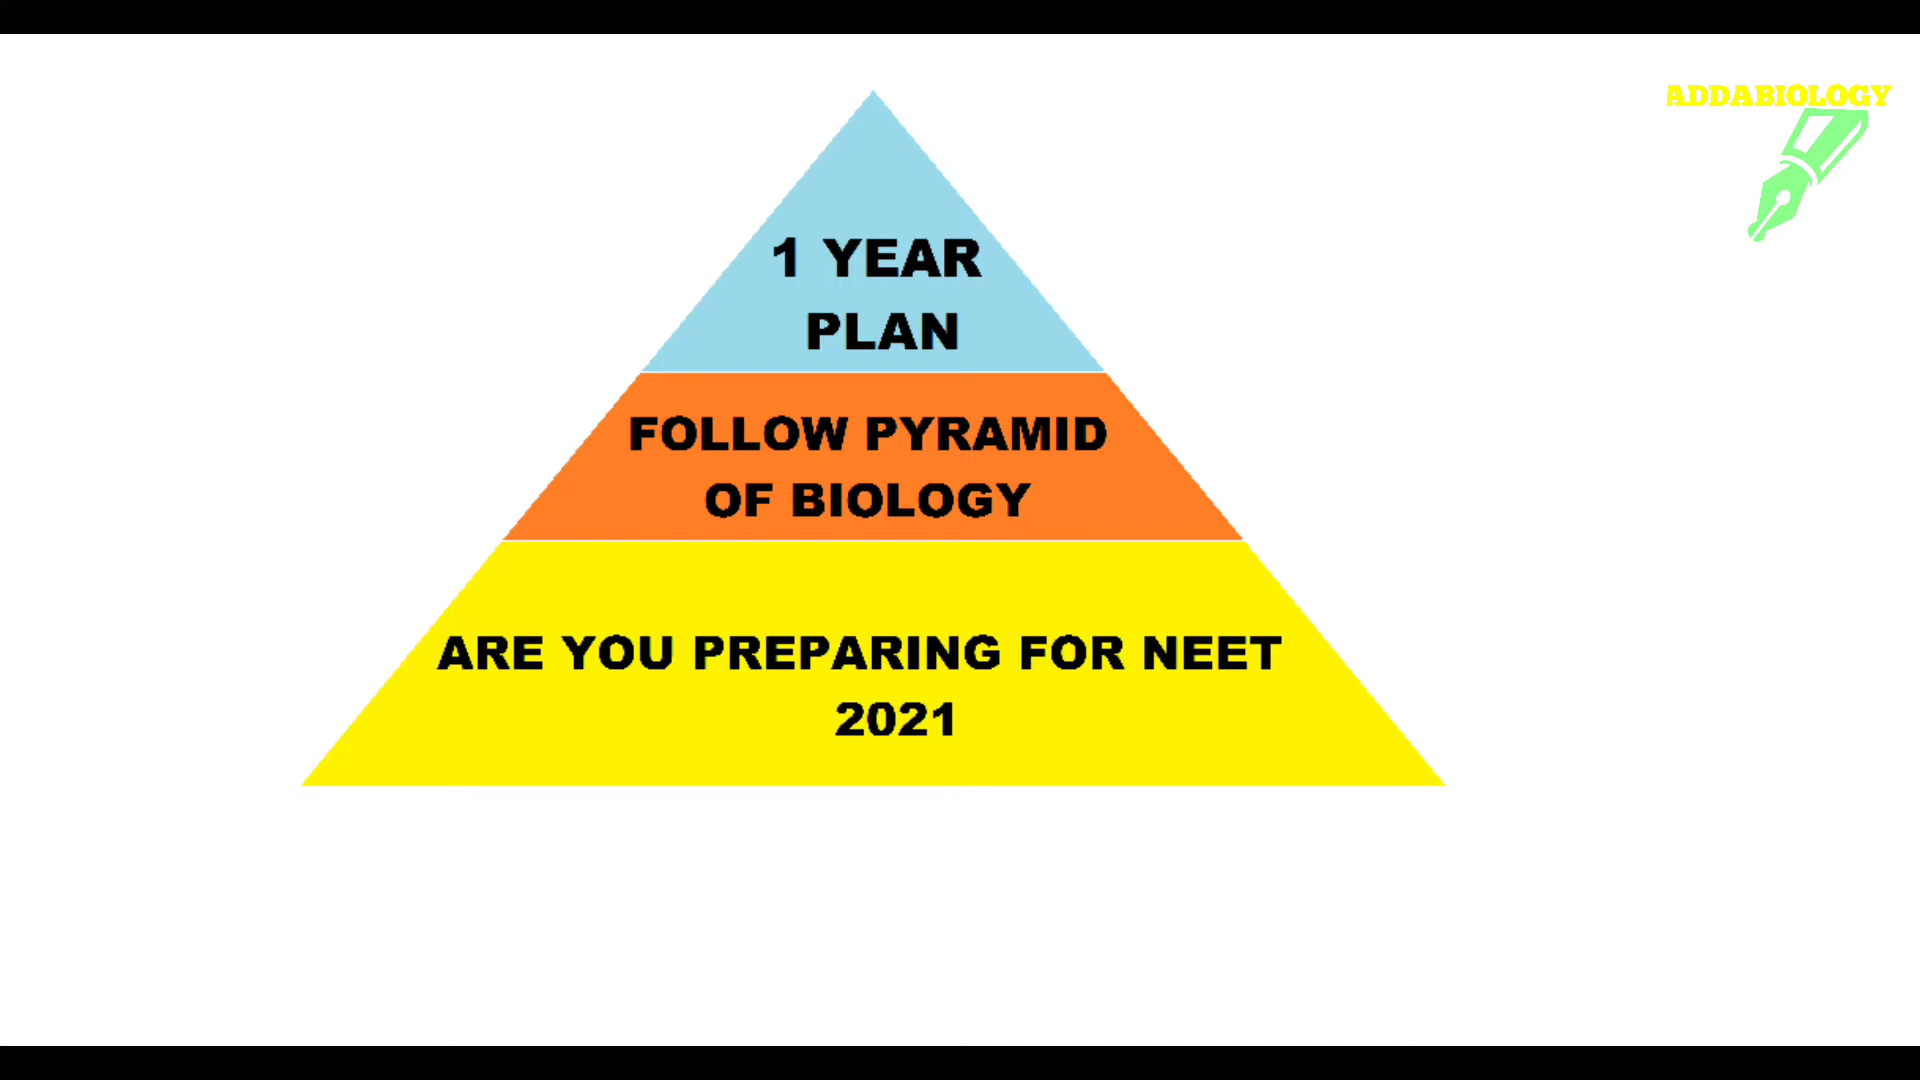 ADDABIOLOGY
1 YEAR
PLAN
FOLLOW PYRAMID
OF BIOLOGY
ARE YOU PREPARING FOR NEET
2021